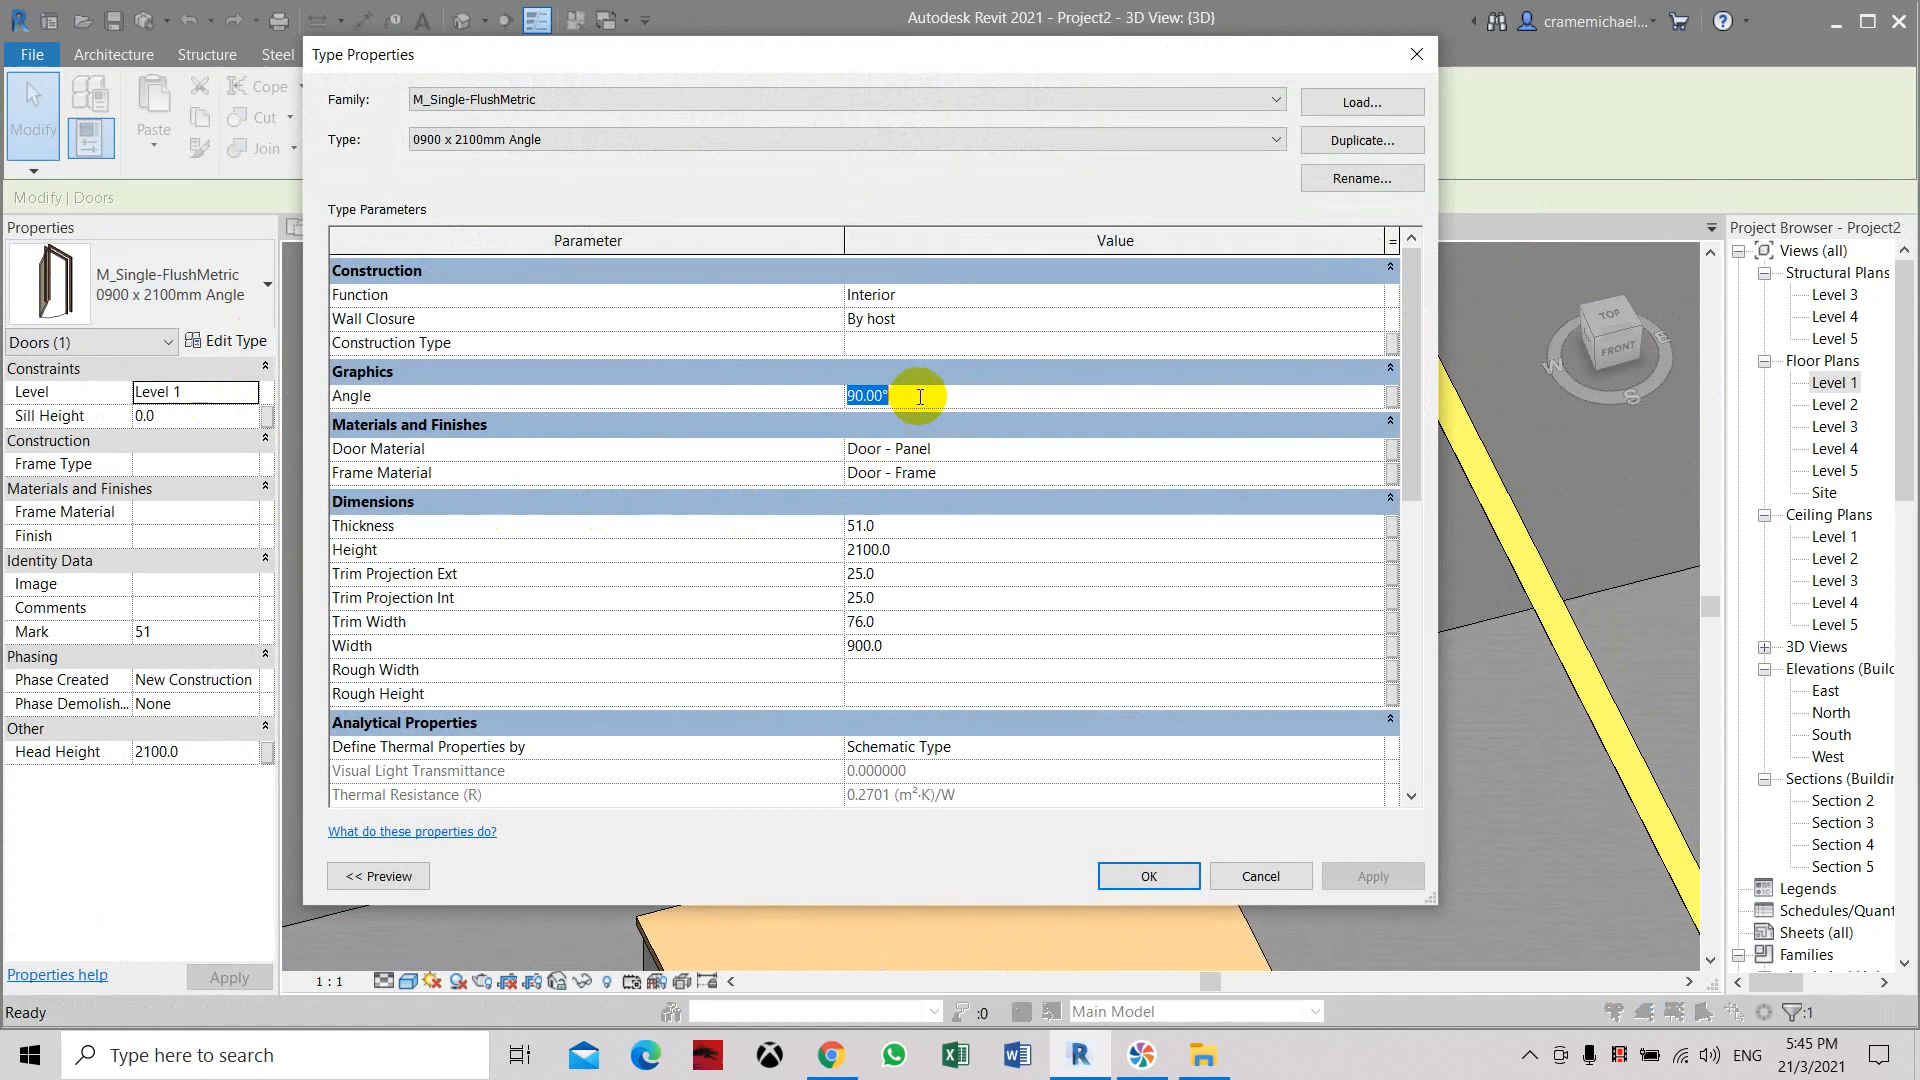 Autodesk Revit 2021 - Project2 - 3D View: {3D}
cramemichael...
File
Architecture
Structure
Steel
Modify
Paste
Cope
Cut
Join
Modify | Doors
Properties
M_Single-FlushMetric
0900 x 2100mm Angle
Doors (1)
Edit Type
Constraints
Level
Level 1
Sill Height
0.0
Construction
Frame Type
Materials and Finishes
Frame Material
Finish
Identity Data
Image
Comments
Mark
51
Phasing
Phase Created
New Construction
Phase Demolish...
None
Other
Head Height
2100.0
Properties help
Apply
Type Properties
Family:
M_Single-FlushMetric
Load...
Type:
0900 x 2100mm Angle
Duplicate...
Rename...
Type Parameters
Parameter
Value
=
Construction
Function
Interior
Wall Closure
By host
Construction Type
Graphics
Angle
90.00°
Materials and Finishes
Door Material
Door - Panel
Frame Material
Door - Frame
Dimensions
Thickness
51.0
Height
2100.0
Trim Projection Ext
25.0
Trim Projection Int
25.0
Trim Width
76.0
Width
900.0
Rough Width
Rough Height
Analytical Properties
Define Thermal Properties by
Schematic Type
Visual Light Transmittance
0.000000
Thermal Resistance (R)
0.2701 (m²·K)/W
What do these properties do?
<< Preview
OK
Cancel
Apply
TOP
FRONT
W
S
E
Project Browser - Project2
Views (all)
Structural Plans
Level 3
Level 4
Level 5
Floor Plans
Level 1
Level 2
Level 3
Level 4
Level 5
Site
Ceiling Plans
Level 1
Level 2
Level 3
Level 4
Level 5
3D Views
Elevations (Builc
East
North
South
West
Sections (Buildir
Section 2
Section 3
Section 4
Section 5
Legends
Schedules/Quant
Sheets (all)
Families
1 : 1
Ready
:0
Main Model
:1
Type here to search
ENG
5:45 PM
21/3/2021